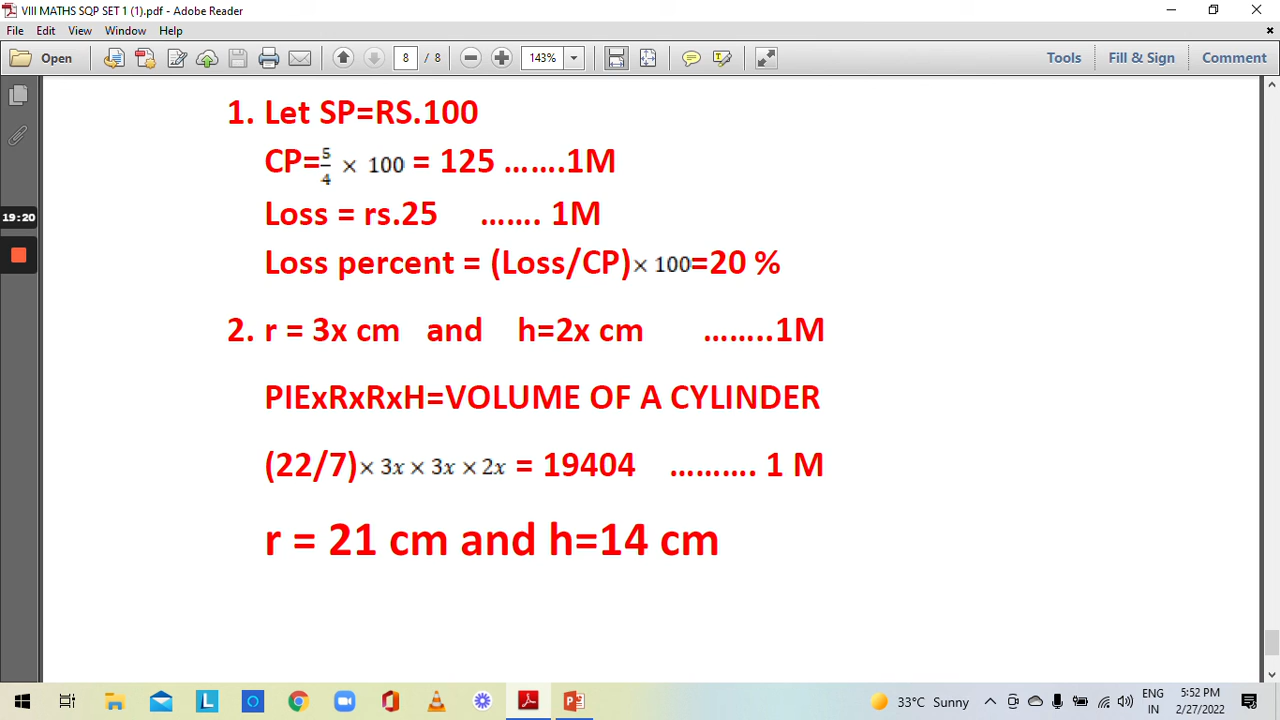 VIII MATHS SQP SET 1 (1).pdf - Adobe Reader
File Edit View Window Help
Open 8 / 8 143% Tools Fill & Sign Comment
1. Let SP=RS.100
CP=5/4 × 100 = 125 …….1M
Loss = rs.25 ……. 1M
Loss percent = (Loss/CP)× 100=20 %
19:20
2. r = 3x cm and h=2x cm ……..1M
PIExRxRxH=VOLUME OF A CYLINDER
(22/7)× 3x × 3x × 2x = 19404 ………. 1 M
r = 21 cm and h=14 cm
33°C Sunny
ENG
IN
5:52 PM
2/27/2022